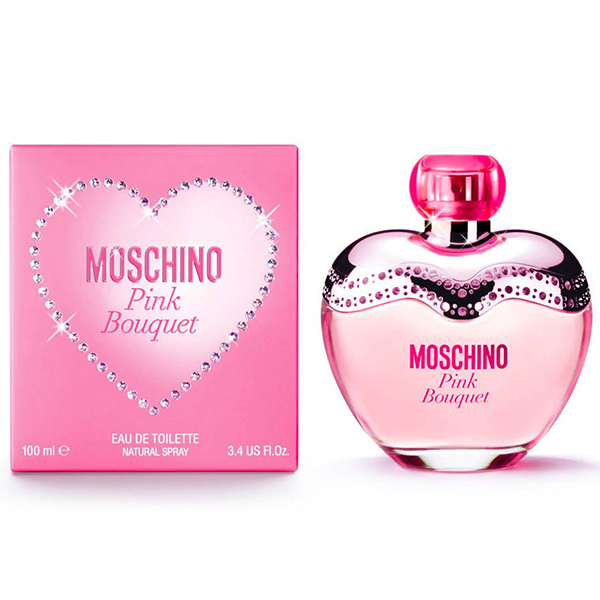 MOSCHINO
Pink
Bouquet
100 ml ℮
EAU DE TOILETTE
NATURAL SPRAY
3.4 US Fl.Oz.
MOSCHINO
Pink
Bouquet